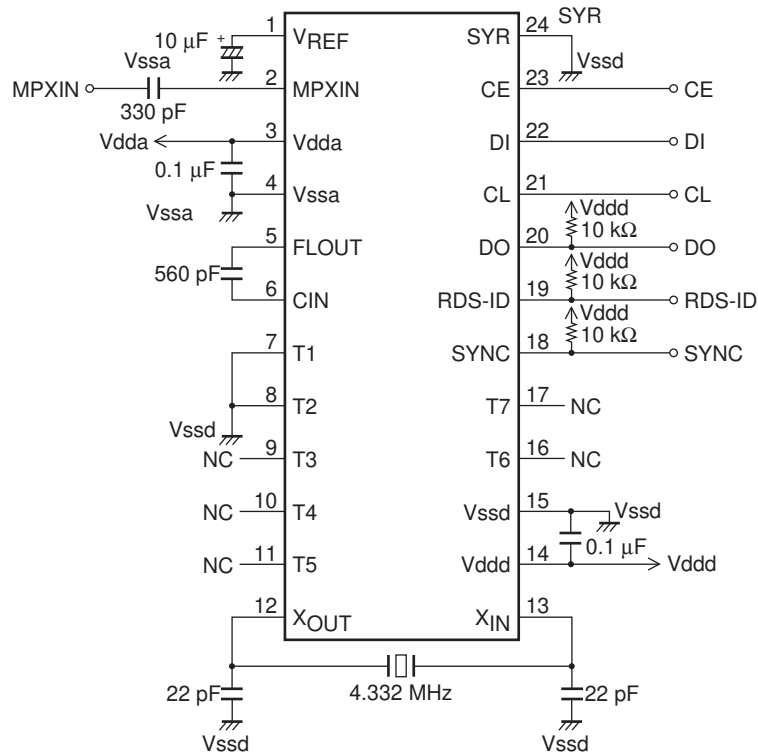 SYR
10 µF +
1 VREF SYR 24
Vssa Vssd
MPXIN 2 MPXIN CE 23 CE
330 pF
Vdda 3 Vdda DI 22 DI
0.1 µF
4 Vssa CL 21 CL
Vssa Vddd
10 kΩ
5 FLOUT DO 20 DO
560 pF Vddd
10 kΩ
6 CIN RDS-ID 19 RDS-ID
Vddd
10 kΩ
7 T1 SYNC 18 SYNC
8 T2 T7 17 NC
Vssd
NC 9 T3 T6 16 NC
NC 10 T4 Vssd 15 Vssd
0.1 µF
NC 11 T5 Vddd 14 Vddd
12 XOUT XIN 13
22 pF 4.332 MHz 22 pF
Vssd Vssd